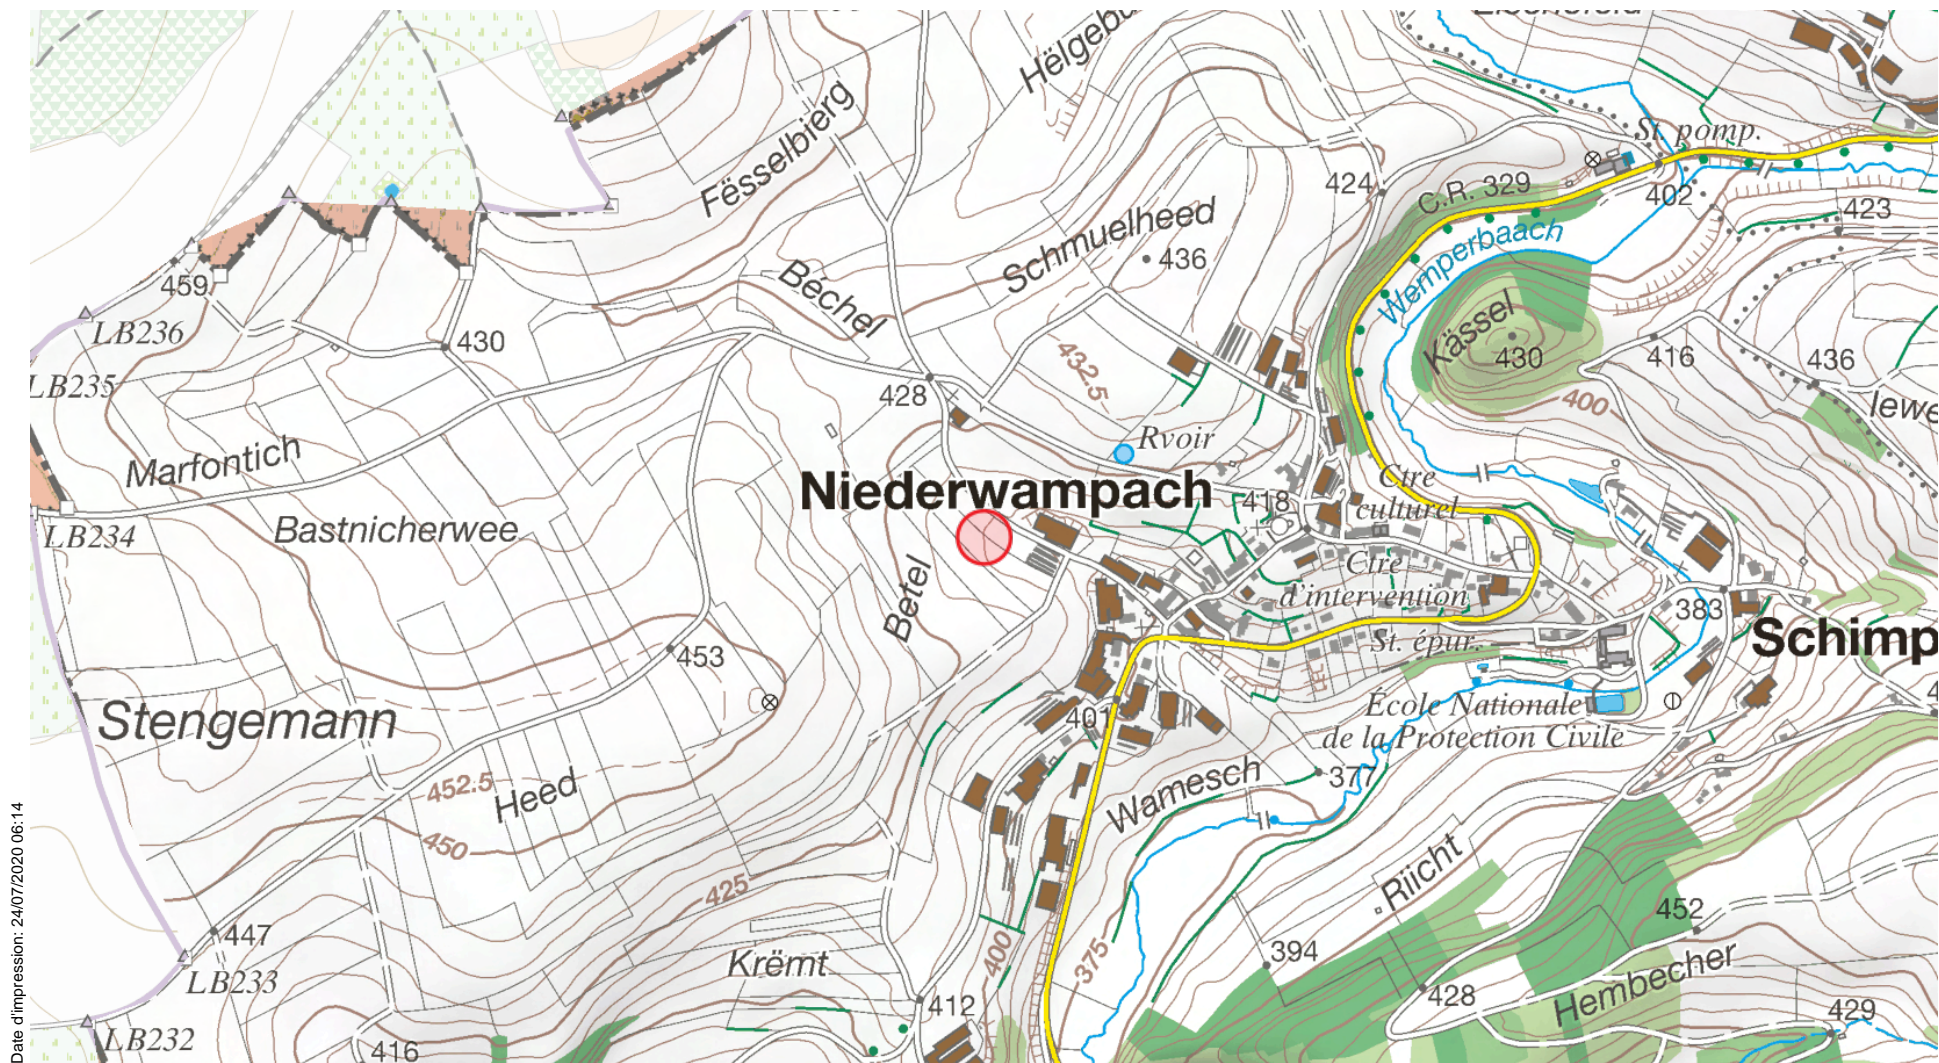 Hëlgeb
St. pomp.
Fësselbierg
424
C.R. 329
402
423
Schmuelheed
436
Wemperbaach
459
Bëchel
LB236
430
Kässel
430
416
436
LB235
432.5
428
400
Rvoir
Marfontich
Niederwampach
Ctre
culturel
418
LB234
Bastnicherwee
Betel
Ctre
d'intervention
383
Schimp
453
St. épur.
Stengemann
401
École Nationale
de la Protection Civile
377
452.5
Heed
Wamesch
450
425
Riicht
452
447
Krëmt
400
375
394
Hembecher
LB233
412
428
429
LB232
416
Date d'impression: 24/07/2020 06:14